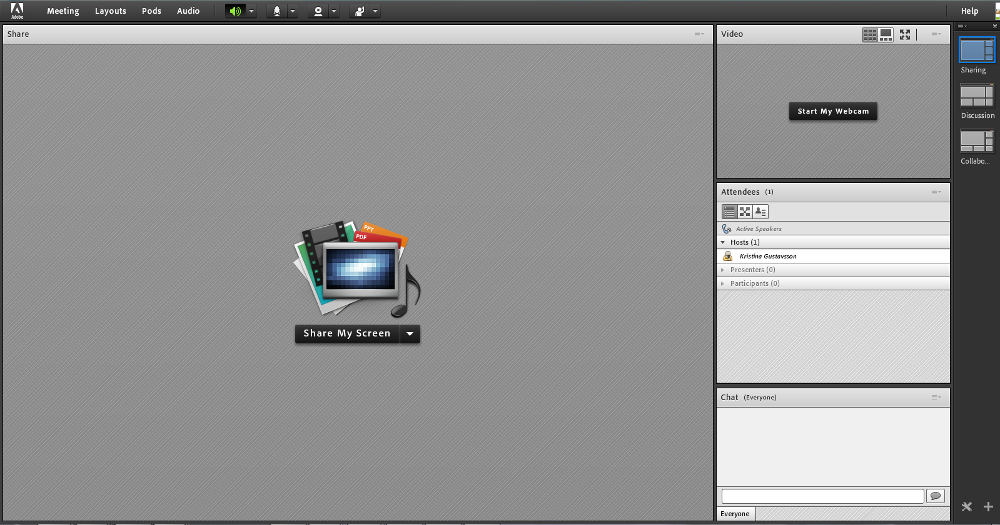 Adobe
Meeting Layouts Pods Audio Help
Share
PPT
PDF
Share My Screen
Video
Start My Webcam
Attendees (1)
Active Speakers
Hosts (1)
Kristina Gustavsson
Presenters (0)
Participants (0)
Chat (Everyone)
Everyone
Sharing
Discussion
Collabo...